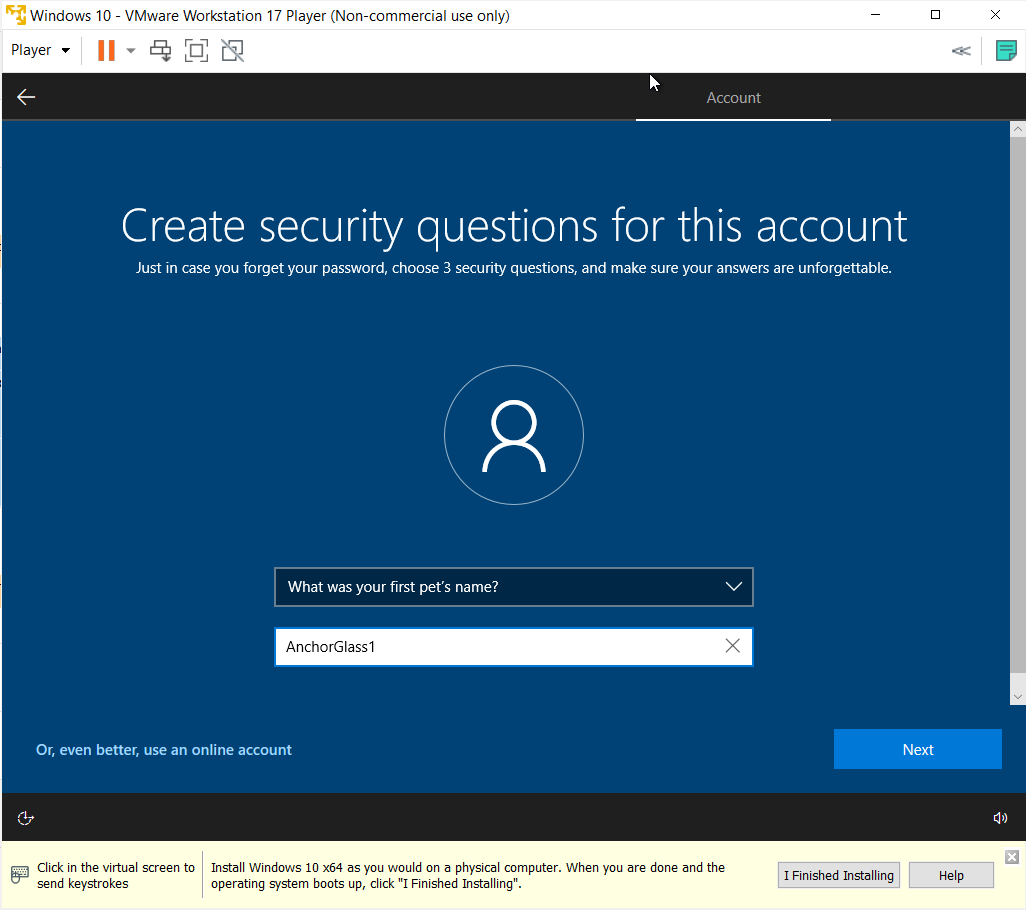 Windows 10 - VMware Workstation 17 Player (Non-commercial use only)
Player
Account
Create security questions for this account
Just in case you forget your password, choose 3 security questions, and make sure your answers are unforgettable.
What was your first pet's name?
AnchorGlass1
Or, even better, use an online account
Next
Click in the virtual screen to
send keystrokes
Install Windows 10 x64 as you would on a physical computer. When you are done and the
operating system boots up, click "I Finished Installing".
I Finished Installing
Help